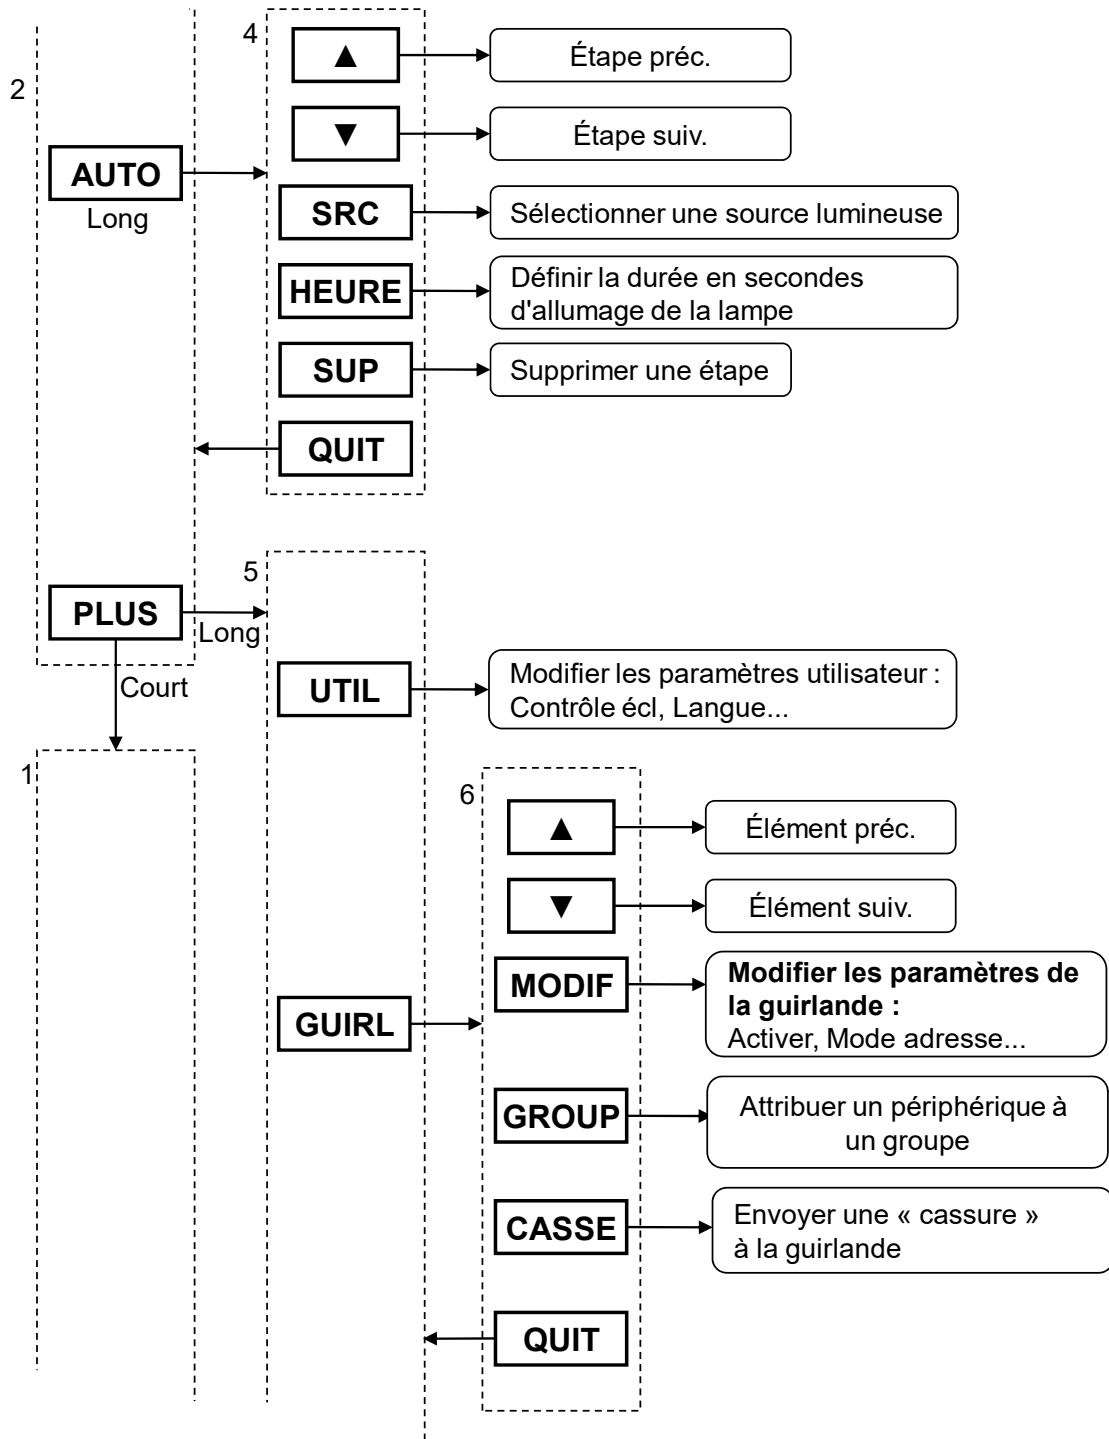 2
4
▲
Étape préc.
▼
Étape suiv.
AUTO
Long
SRC
Sélectionner une source lumineuse
HEURE
Définir la durée en secondes
d'allumage de la lampe
SUP
Supprimer une étape
QUIT
5
PLUS
Long
Court
UTIL
Modifier les paramètres utilisateur :
Contrôle écl, Langue...
1
6
▲
Élément préc.
▼
Élément suiv.
MODIF
Modifier les paramètres de
la guirlande :
Activer, Mode adresse...
GUIRL
GROUP
Attribuer un périphérique à
un groupe
CASSE
Envoyer une « cassure »
à la guirlande
QUIT